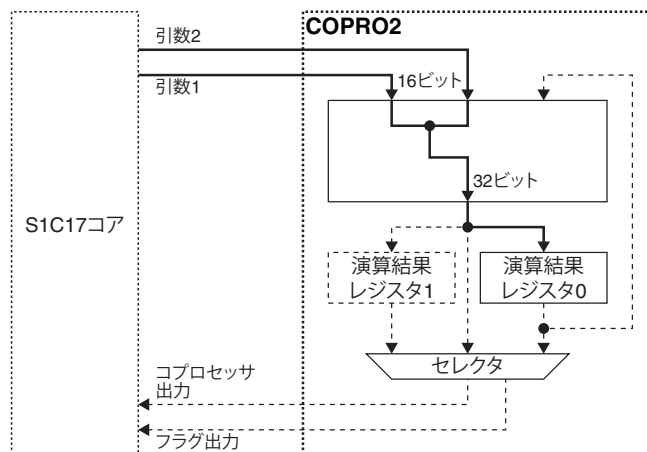 COPRO2
引数2
引数1
16ビット
32ビット
S1C17コア
演算結果
レジスタ1
演算結果
レジスタ0
セレクタ
コプロセッサ
出力
フラグ出力